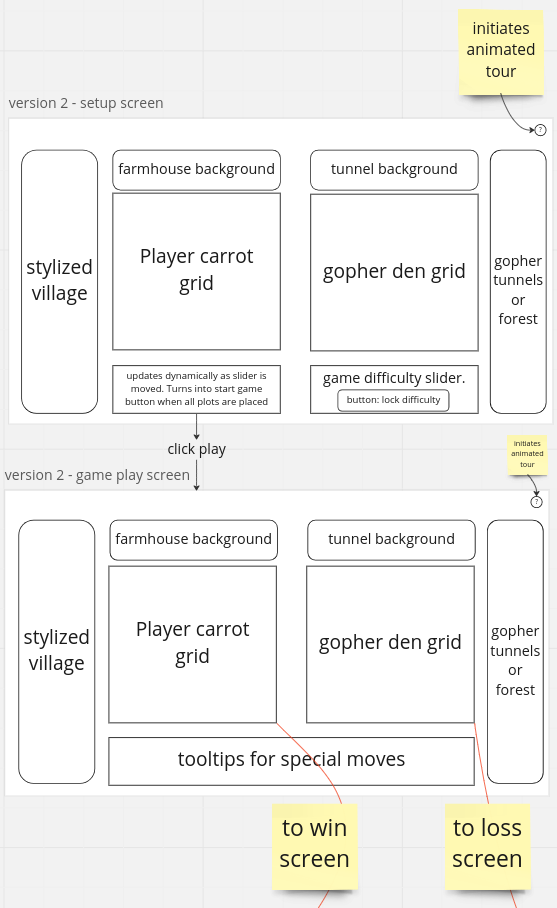 initiates
animated
tour
version 2 - setup screen
?
farmhouse background
tunnel background
stylized
village
Player carrot
grid
gopher den grid
gopher
tunnels
or
forest
updates dynamically as slider is
moved. Turns into start game
button when all plots are placed
game difficulty slider.
button: lock difficulty
click play
initiates
animated
tour
version 2 - game play screen
?
farmhouse background
tunnel background
stylized
village
Player carrot
grid
gopher den grid
gopher
tunnels
or
forest
tooltips for special moves
to win
screen
to loss
screen